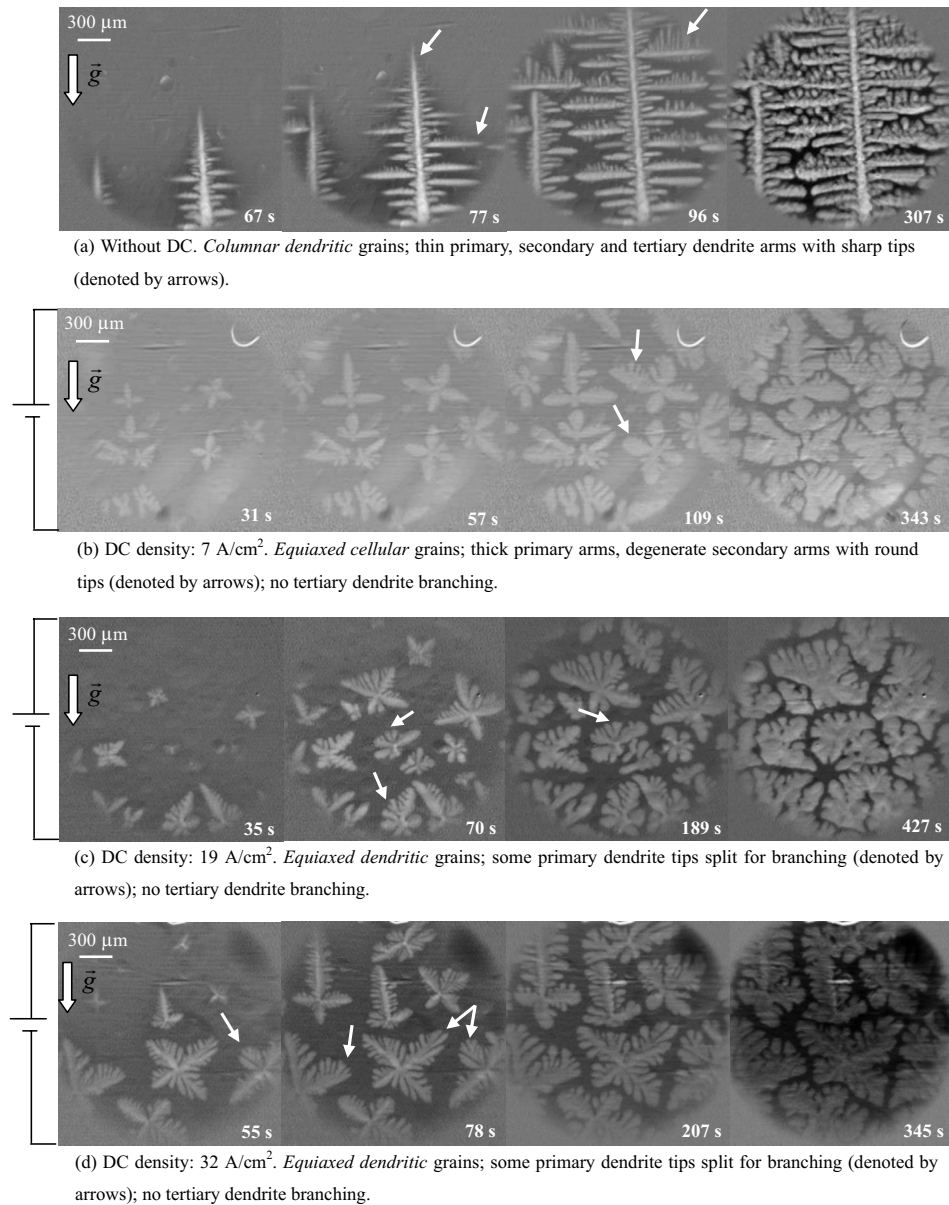 300 µm
g
67 s
77 s
96 s
307 s
(a) Without DC. Columnar dendritic grains; thin primary, secondary and tertiary dendrite arms with sharp tips
(denoted by arrows).
300 µm
g
31 s
57 s
109 s
343 s
(b) DC density: 7 A/cm². Equiaxed cellular grains; thick primary arms, degenerate secondary arms with round
tips (denoted by arrows); no tertiary dendrite branching.
300 µm
g
35 s
70 s
189 s
427 s
(c) DC density: 19 A/cm². Equiaxed dendritic grains; some primary dendrite tips split for branching (denoted by
arrows); no tertiary dendrite branching.
300 µm
g
55 s
78 s
207 s
345 s
(d) DC density: 32 A/cm². Equiaxed dendritic grains; some primary dendrite tips split for branching (denoted by
arrows); no tertiary dendrite branching.